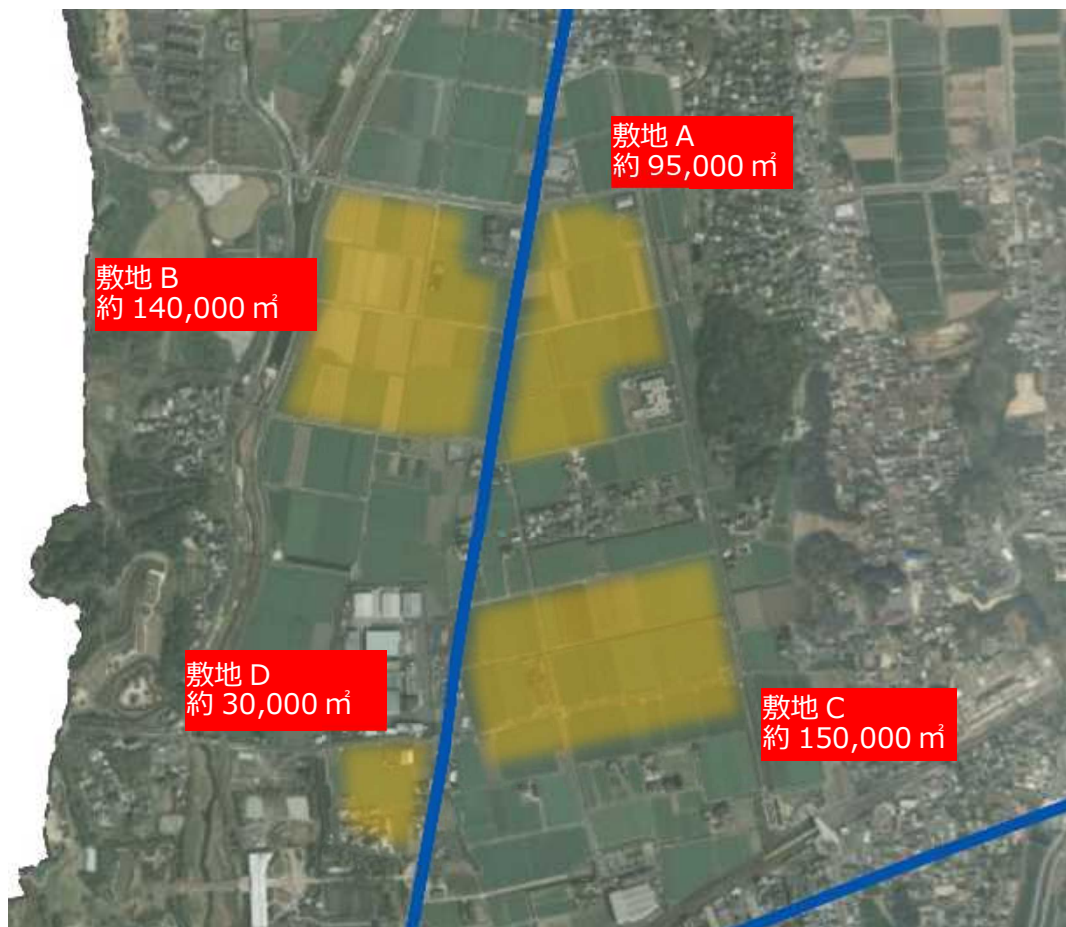 敷地 A
約 95,000 ㎡
敷地 B
約 140,000 ㎡
敷地 D
約 30,000 ㎡
敷地 C
約 150,000 ㎡